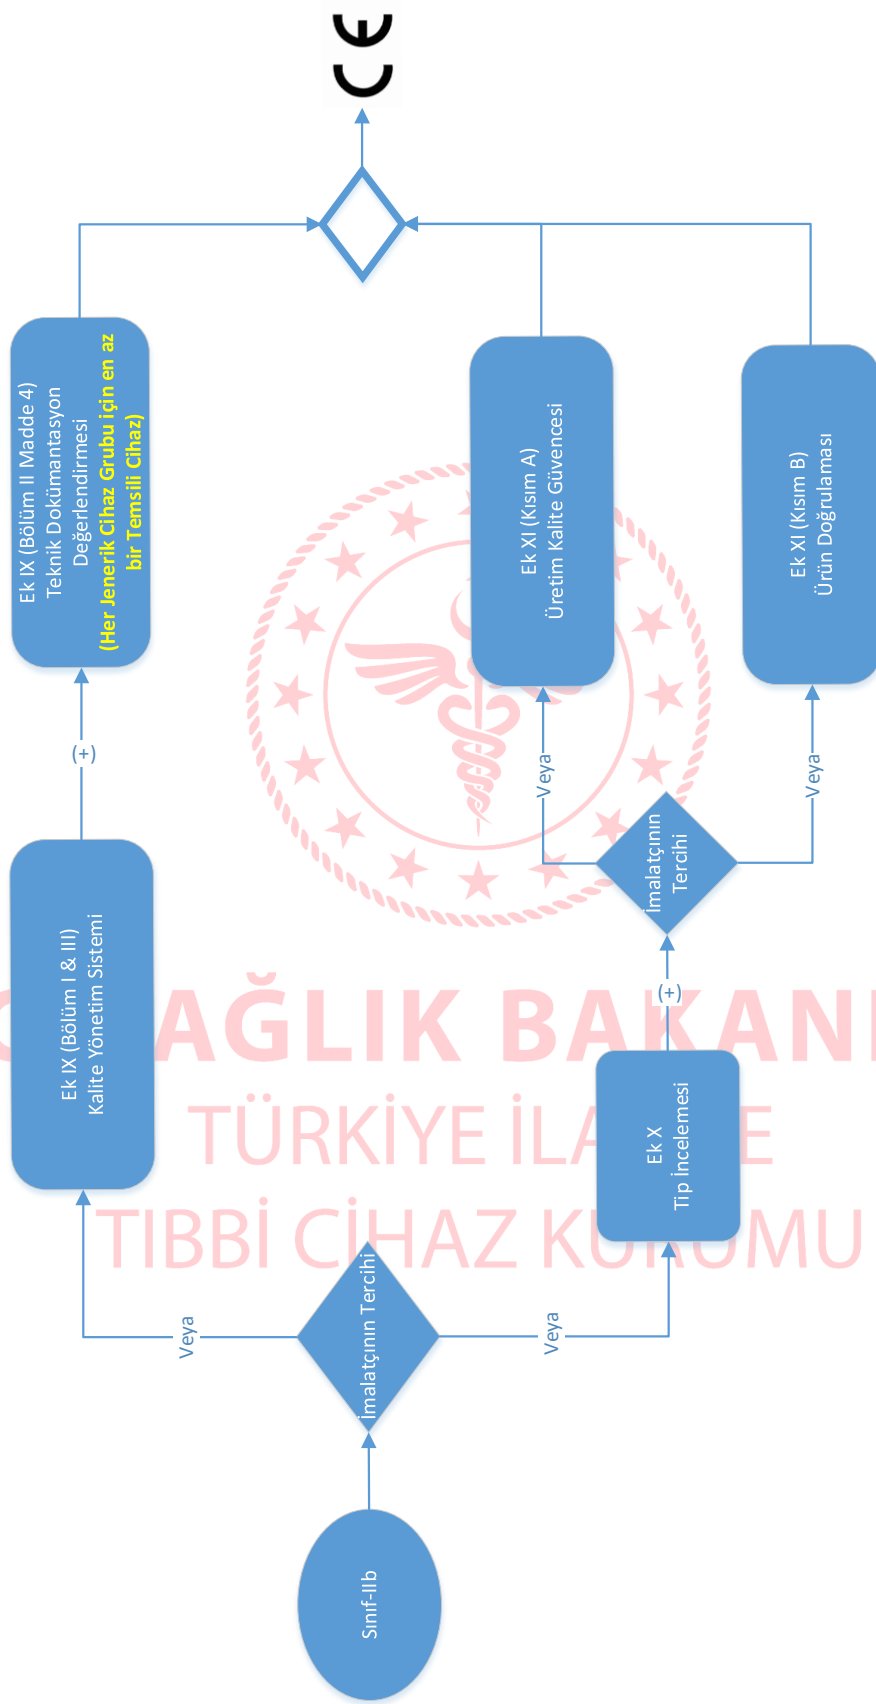 Sınıf-IIb
İmalatçının Tercihi
Veya
Ek IX (Bölüm I & III)
Kalite Yönetim Sistemi
(+)
Ek IX (Bölüm II Madde 4)
Teknik Dokümantasyon
Değerlendirmesi
(Her Jenerik Cihaz Grubu için en az
bir Temsili Cihaz)
Veya
Ek X
Tip İncelemesi
(+)
İmalatçının
Tercihi
Veya
Ek XI (Kısım A)
Üretim Kalite Güvencesi
Veya
Ek XI (Kısım B)
Ürün Doğrulaması
CE
AĞLIK BAKAN
TÜRKİYE İLA E
TIBBİ CİHAZ KURUMU